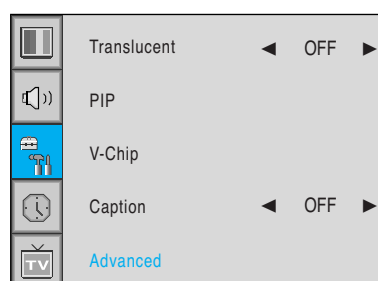 Translucent ◀ OFF ▶
PIP
V-Chip
Caption ◀ OFF ▶
Advanced
TV